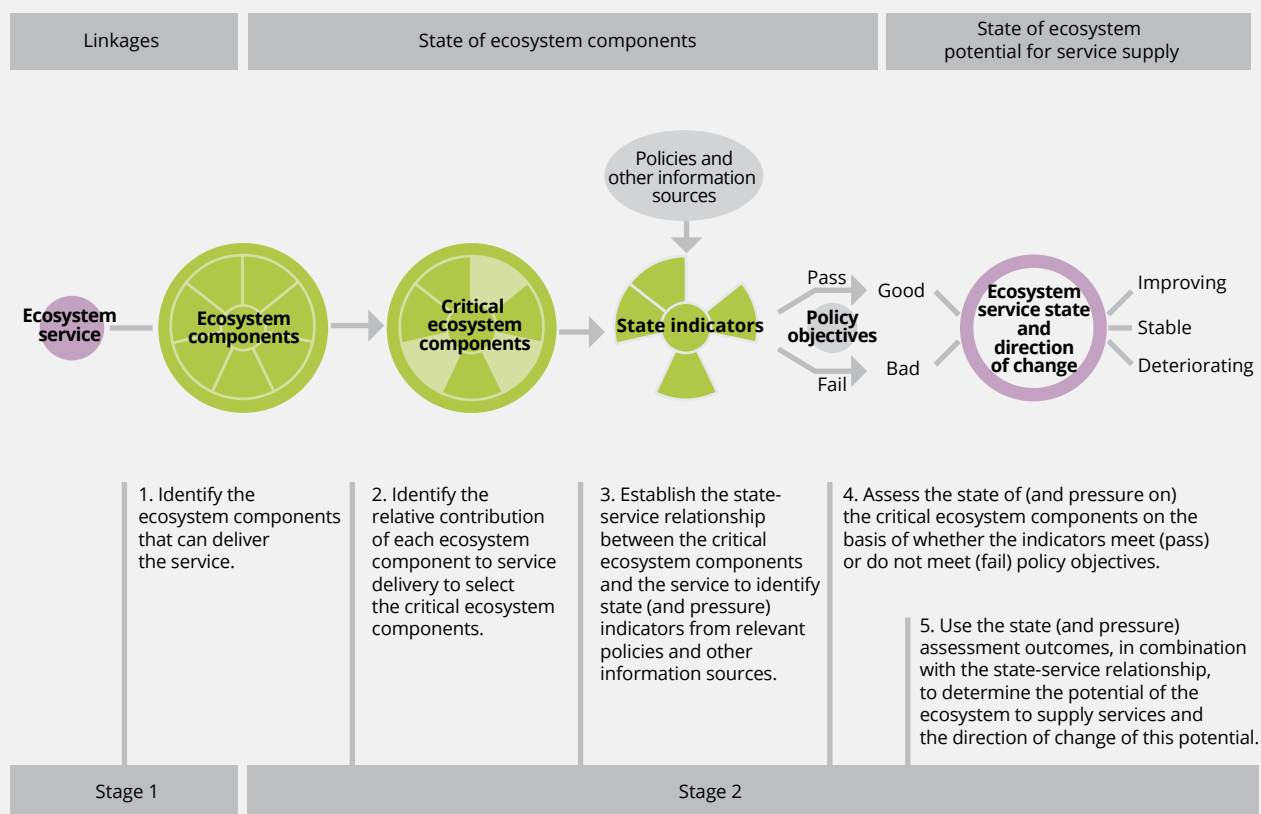 Linkages
State of ecosystem components
State of ecosystem
potential for service supply
Policies and
other information
sources
Ecosystem
service
Ecosystem
components
Critical
ecosystem
components
State indicators
Pass
Policy
objectives
Fail
Good
Bad
Ecosystem
service state
and
direction
of change
Improving
Stable
Deteriorating
1. Identify the
ecosystem components
that can deliver
the service.
2. Identify the
relative contribution
of each ecosystem
component to service
delivery to select
the critical ecosystem
components.
3. Establish the state-
service relationship
between the critical
ecosystem components
and the service to identify
state (and pressure)
indicators from relevant
policies and other
information sources.
4. Assess the state of (and pressure on)
the critical ecosystem components on the
basis of whether the indicators meet (pass)
or do not meet (fail) policy objectives.
5. Use the state (and pressure)
assessment outcomes, in combination
with the state-service relationship,
to determine the potential of the
ecosystem to supply services and
the direction of change of this potential.
Stage 1
Stage 2